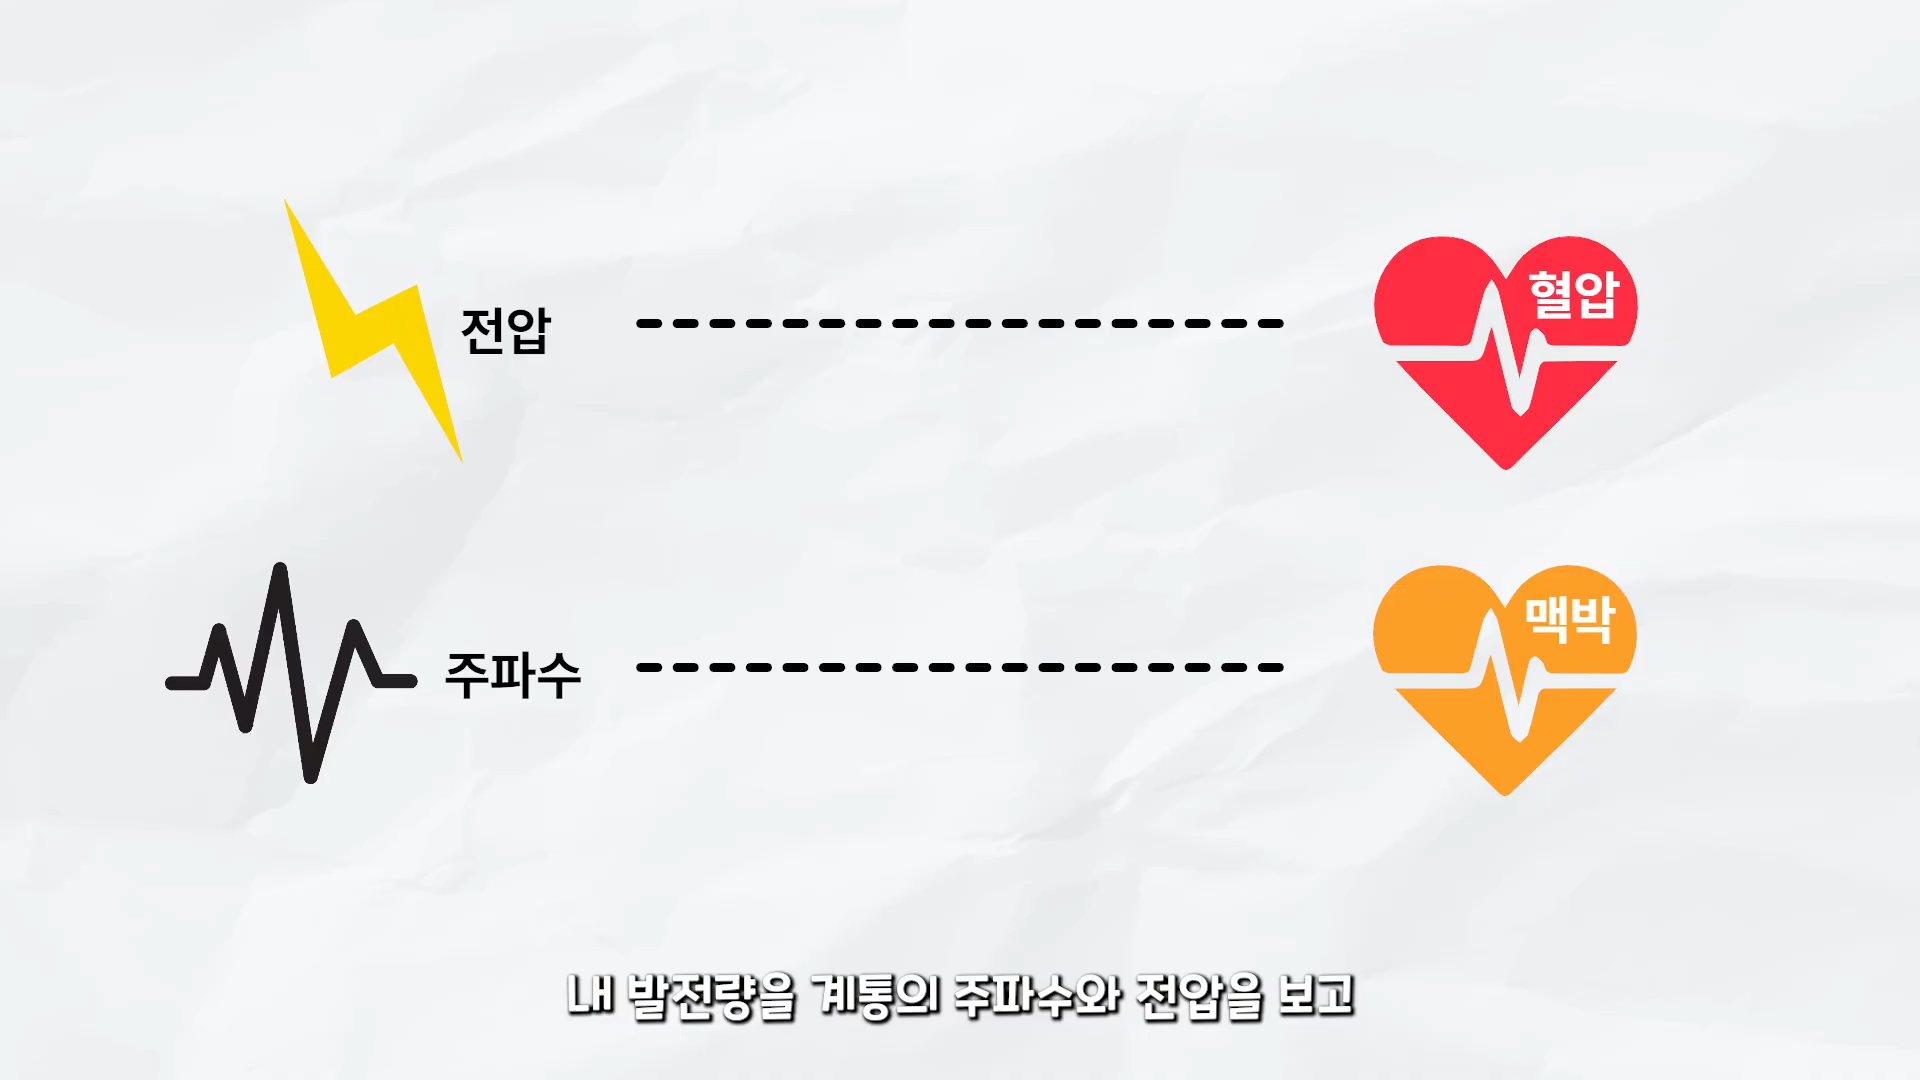 전압
혈압
주파수
맥박
내 발전량을 계통의 주파수와 전압을 보고